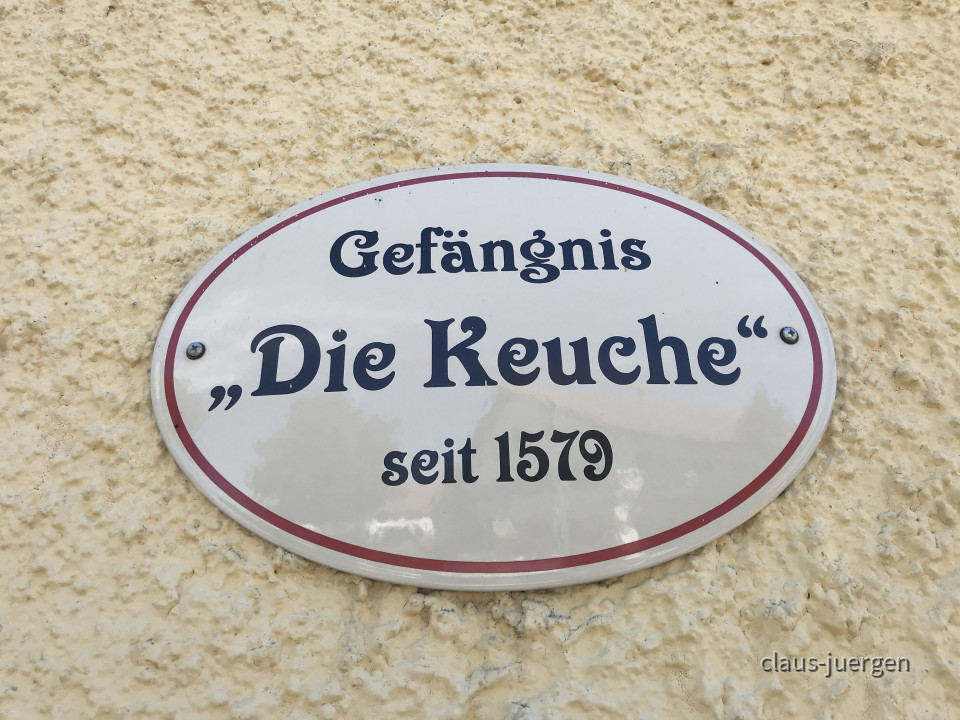 Gefängnis
„Die Keuche“
seit 1579
claus-juergen